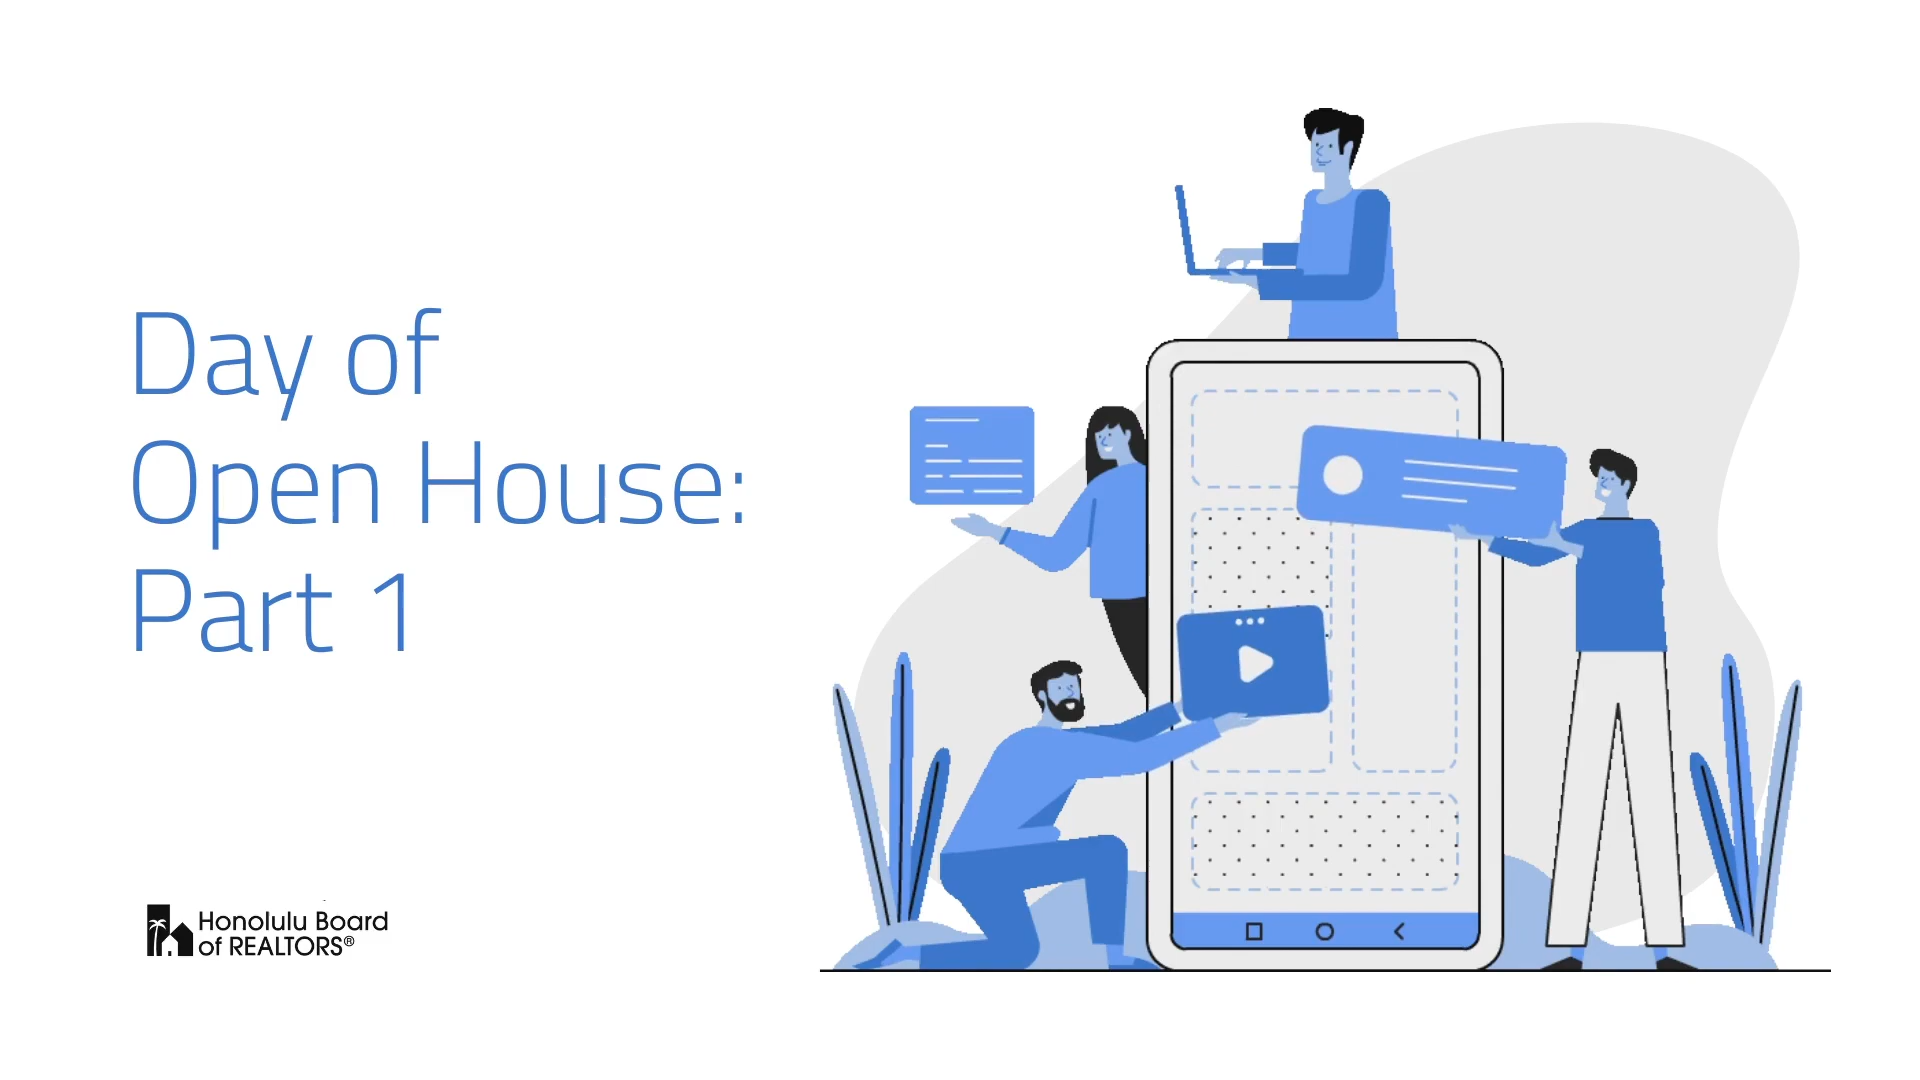 Day of
Open House:
Part 1
Honolulu Board
of REALTORS®